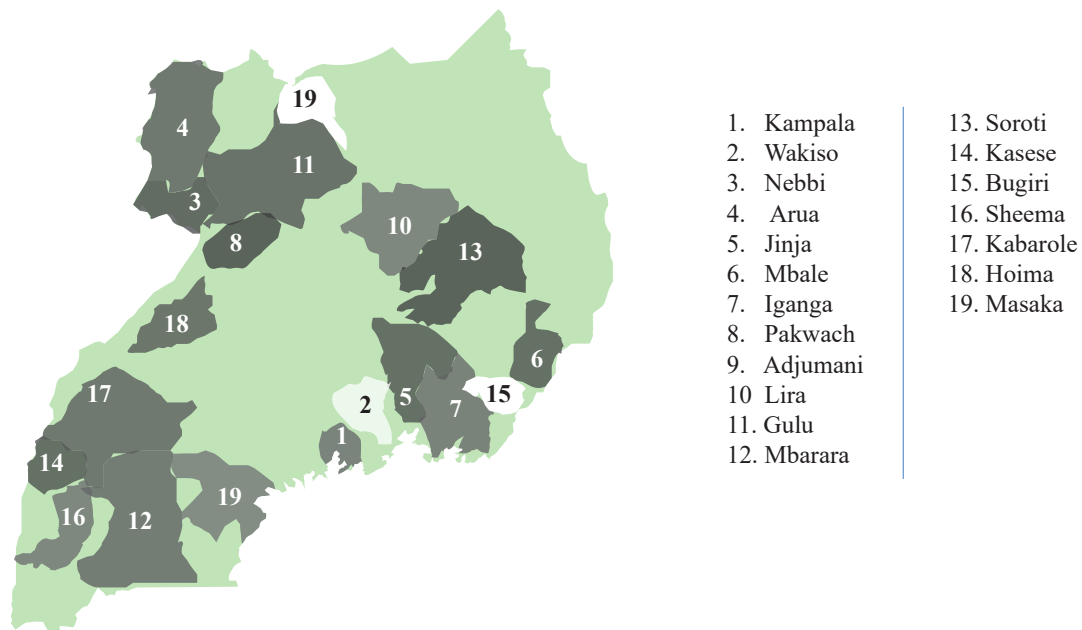 19
4
11
3
10
8
13
18
6
17
5
15
2
7
1
14
19
16
12
1. Kampala
2. Wakiso
3. Nebbi
4. Arua
5. Jinja
6. Mbale
7. Iganga
8. Pakwach
9. Adjumani
10 Lira
11. Gulu
12. Mbarara
13. Soroti
14. Kasese
15. Bugiri
16. Sheema
17. Kabarole
18. Hoima
19. Masaka